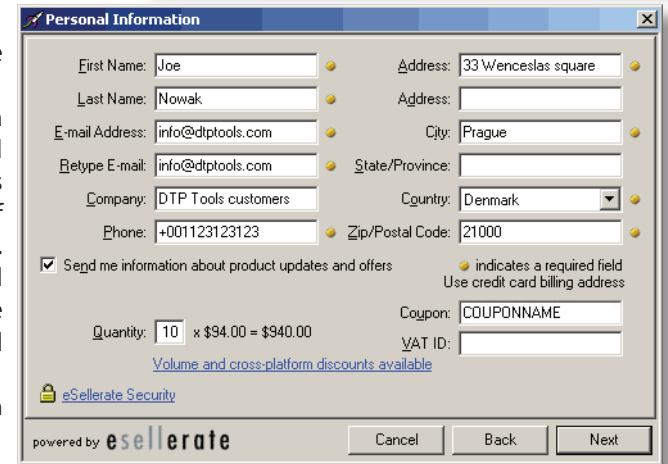 Personal Information
First Name: Joe
Last Name: Nowak
E-mail Address: info@dtptools.com
Retype E-mail: info@dtptools.com
Company: DTP Tools customers
Phone: +001123123123
Address: 33 Wenceslas square
Address:
City: Prague
State/Province:
Country: Denmark
Zip/Postal Code: 21000
Send me information about product updates and offers
indicates a required field
Use credit card billing address
Quantity: 10 x $94.00 = $940.00
Coupon: COUPONNAME
VAT ID:
Volume and cross-platform discounts available
eSellerate Security
powered by esellerate
Cancel Back Next